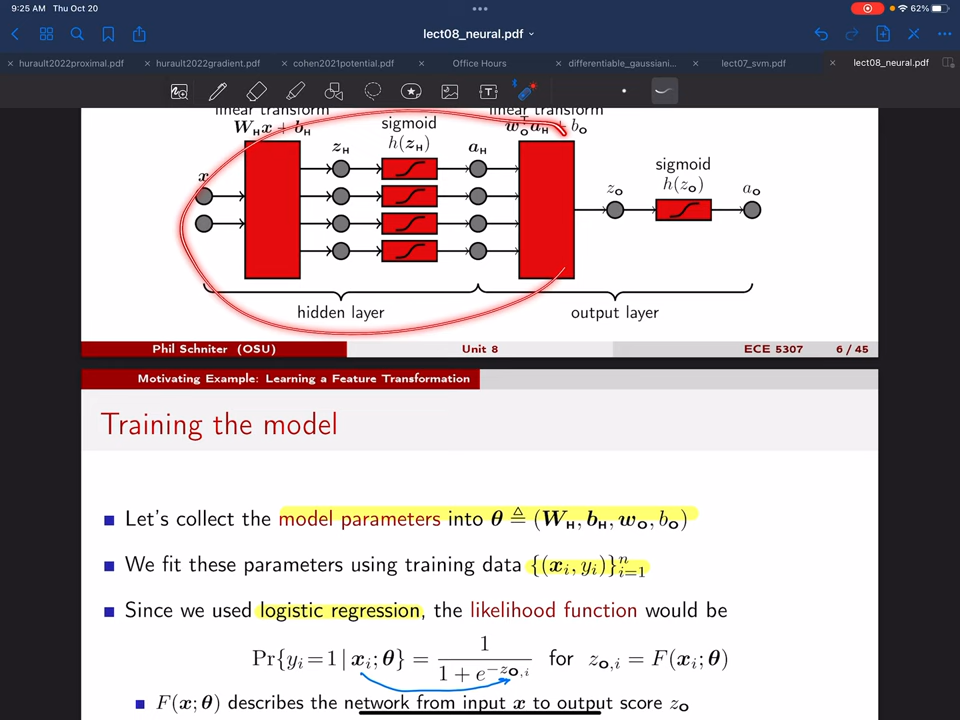 9:25 AM Thu Oct 20
62%
lect08_neural.pdf
hurault2022proximal.pdf
hurault2022gradient.pdf
cohen2021potential.pdf
Office Hours
differentiable_gaussiani...
lect07_svm.pdf
lect08_neural.pdf
linear transform
W_H x + b_H
sigmoid
h(z_H)
linear transform
w_O^T a_H + b_O
x
z_H
a_H
z_O
sigmoid
h(z_O)
a_O
hidden layer
output layer
Phil Schniter (OSU) Unit 8 ECE 5307 6 / 45
Motivating Example: Learning a Feature Transformation
Training the model
Let's collect the model parameters into θ ≜ (W_H, b_H, w_O, b_O)
We fit these parameters using training data {(x_i, y_i)}_{i=1}^n
Since we used logistic regression, the likelihood function would be
Pr{y_i = 1 | x_i; θ} = 1 / (1 + e^{−z_{O,i}}) for z_{O,i} = F(x_i; θ)
F(x; θ) describes the network from input x to output score z_O